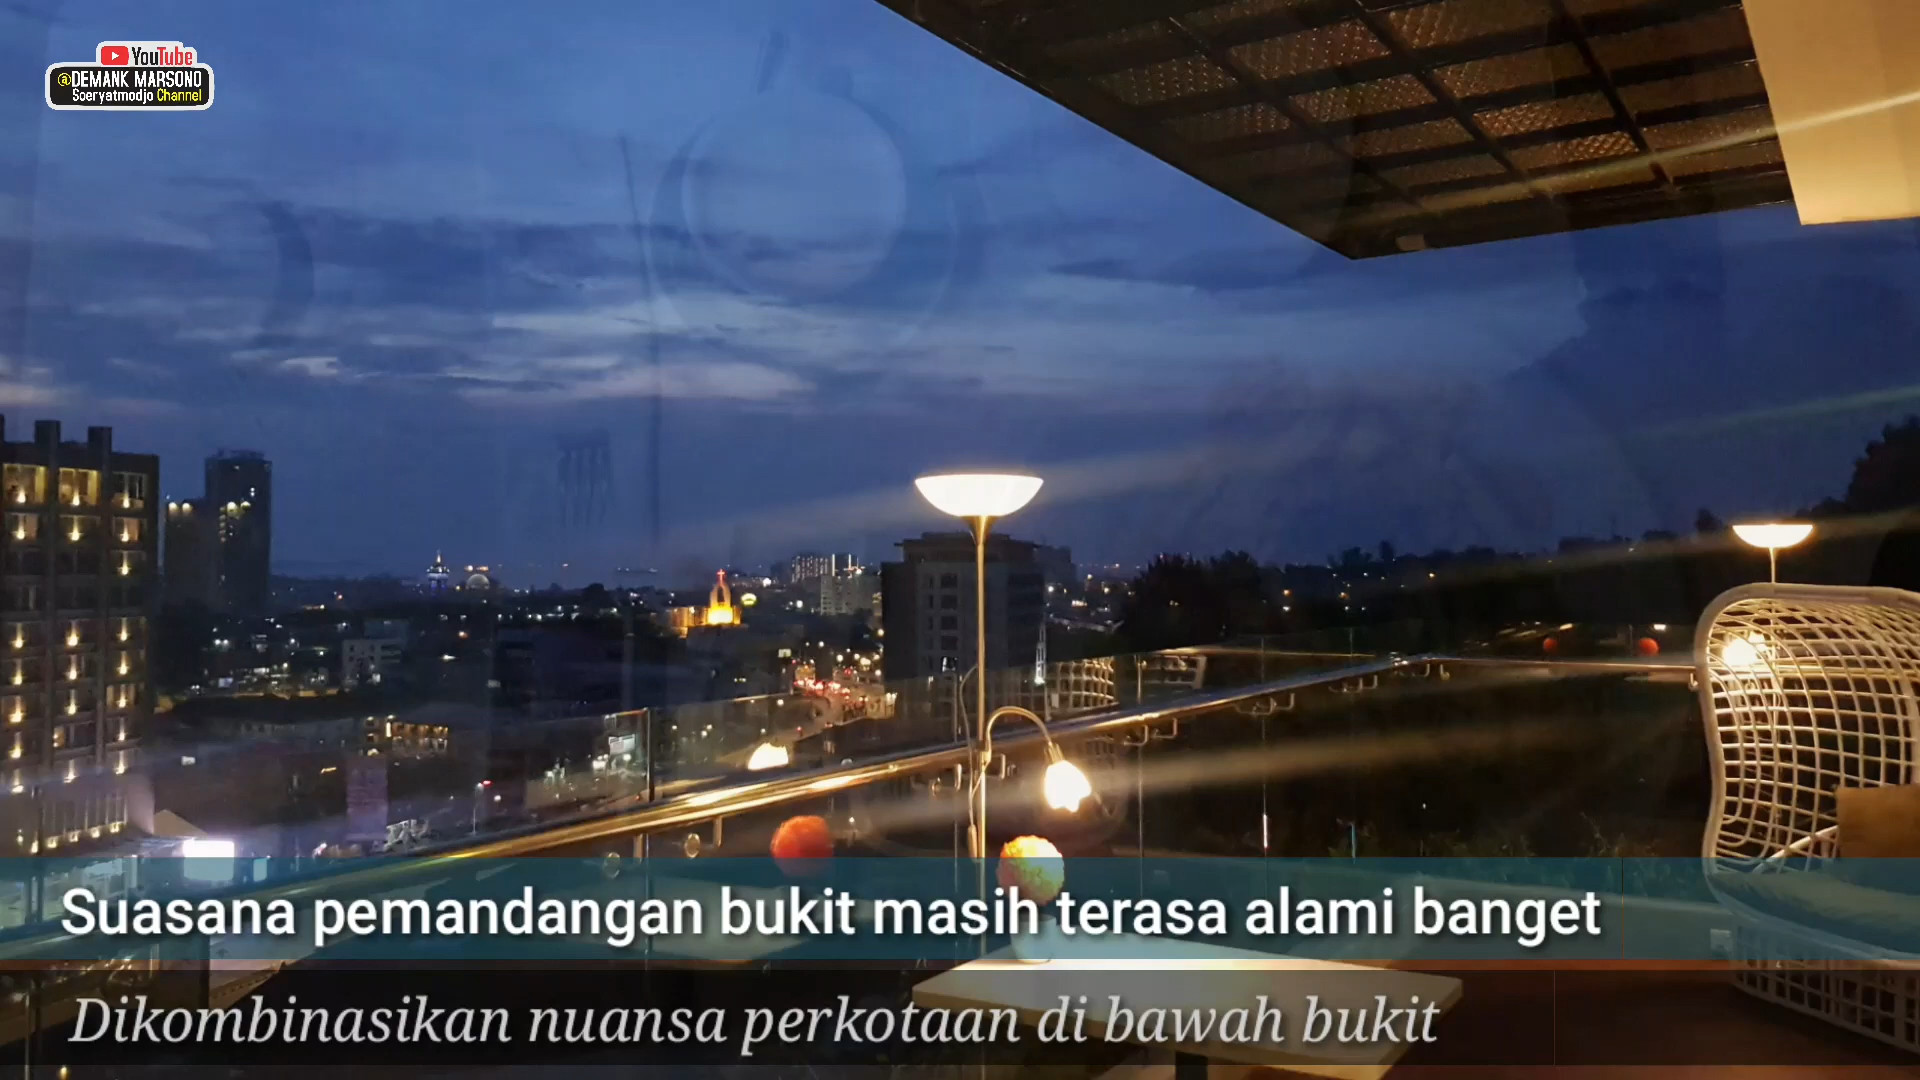 YouTube
@DEMANK MARSONO
Soeryatmodjo Channel
Suasana pemandangan bukit masih terasa alami banget
Dikombinasikan nuansa perkotaan di bawah bukit